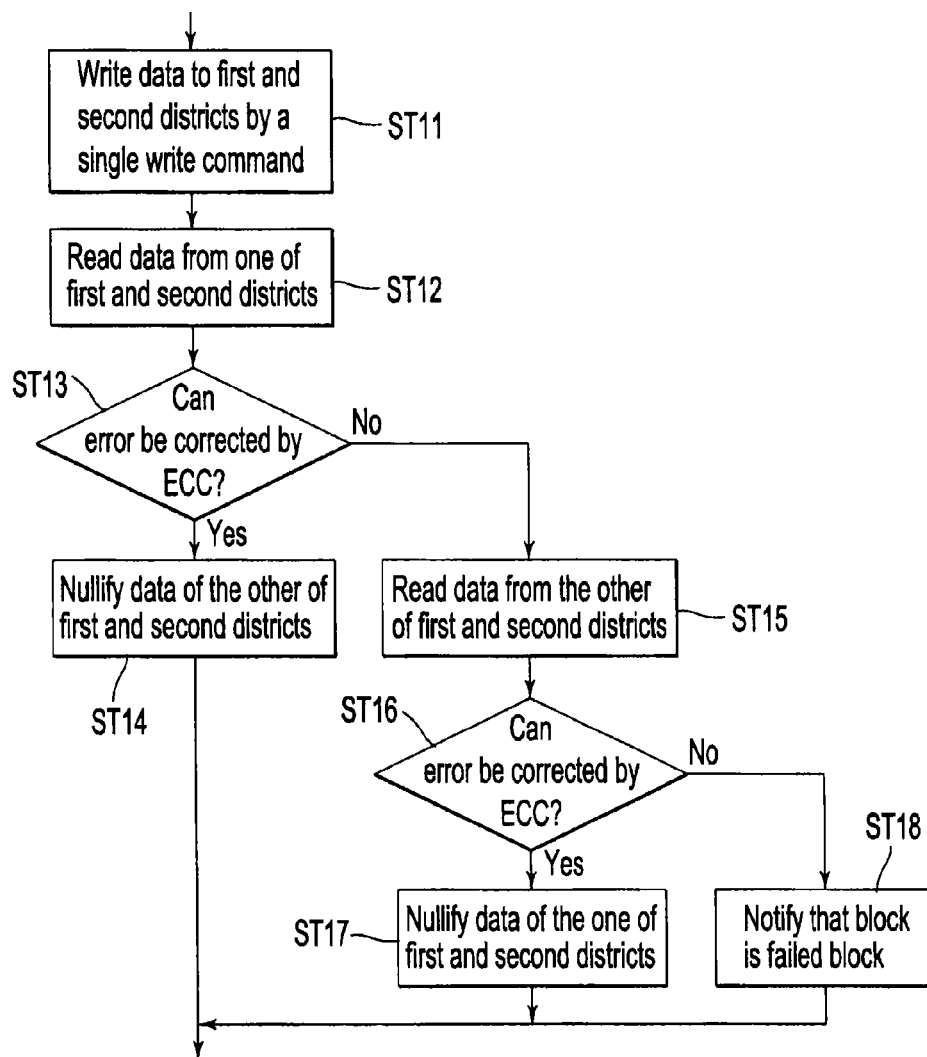 Write data to first and
second districts by a
single write command
ST11
Read data from one of
first and second districts
ST12
ST13
Can
error be corrected by
ECC?
No
Yes
Nullify data of the other of
first and second districts
ST14
Read data from the other
of first and second districts
ST15
ST16
Can
error be corrected by
ECC?
No
Yes
ST17
Nullify data of the one of
first and second districts
ST18
Notify that block
is failed block